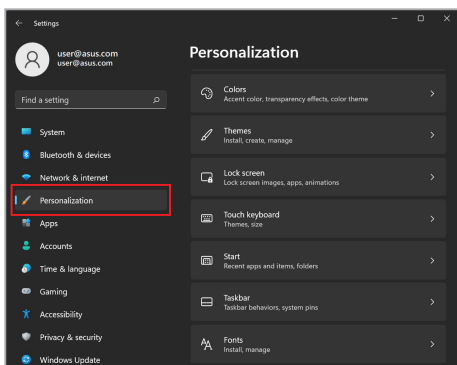 Settings
user@asus.com
user@asus.com
Find a setting
System
Bluetooth & devices
Network & internet
Personalization
Apps
Accounts
Time & language
Gaming
Accessibility
Privacy & security
Windows Update
Personalization
Colors
Accent color, transparency effects, color theme
Themes
Install, create, manage
Lock screen
Lock screen images, apps, animations
Touch keyboard
Themes, size
Start
Recent apps and items, folders
Taskbar
Taskbar behaviors, system pins
Fonts
Install, manage